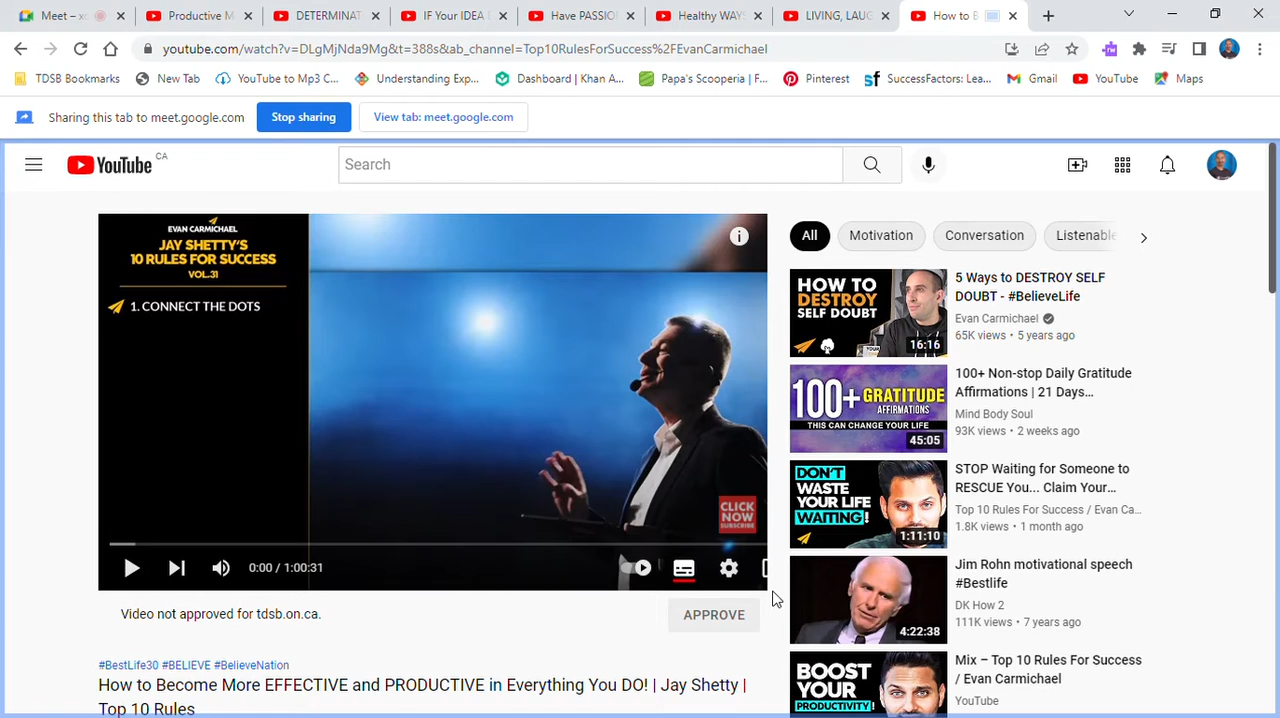 Meet – xo
Productive M
DETERMINAT
IF Your IDEA
Have PASSIO
Healthy WAYS
LIVING, LAUG
How to B
youtube.com/watch?v=DLgMjNda9Mg&t=388s&ab_channel=Top10RulesForSuccess%2FEvanCarmichael
TDSB Bookmarks
New Tab
YouTube to Mp3 C...
Understanding Exp...
Dashboard | Khan A...
Papa's Scooperia | F...
Pinterest
SuccessFactors: Lea...
Gmail
YouTube
Maps
Sharing this tab to meet.google.com
Stop sharing
View tab: meet.google.com
YouTube CA
Search
EVAN CARMICHAEL
JAY SHETTY'S
10 RULES FOR SUCCESS
VOL.31
1. CONNECT THE DOTS
CLICK
NOW
SUBSCRIBE
0:00 / 1:00:31
Video not approved for tdsb.on.ca.
APPROVE
#BestLife30 #BELIEVE #BelieveNation
How to Become More EFFECTIVE and PRODUCTIVE in Everything You DO! | Jay Shetty |
Top 10 Rules
All
Motivation
Conversation
Listenable
HOW TO
DESTROY
SELF DOUBT
16:16
5 Ways to DESTROY SELF
DOUBT - #BelieveLife
Evan Carmichael
65K views • 5 years ago
100+ GRATITUDE
AFFIRMATIONS
THIS CAN CHANGE YOUR LIFE
45:05
100+ Non-stop Daily Gratitude
Affirmations | 21 Days...
Mind Body Soul
93K views • 2 weeks ago
DON'T
WASTE
YOUR LIFE
WAITING!
1:11:10
STOP Waiting for Someone to
RESCUE You... Claim Your...
Top 10 Rules For Success / Evan Ca...
1.8K views • 1 month ago
4:22:38
Jim Rohn motivational speech
#Bestlife
DK How 2
111K views • 7 years ago
BOOST
YOUR
PRODUCTIVITY!
Mix – Top 10 Rules For Success
/ Evan Carmichael
YouTube